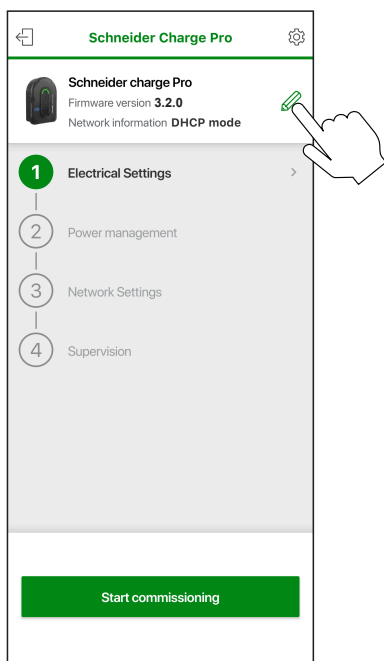 Schneider Charge Pro
Schneider charge Pro
Firmware version 3.2.0
Network information DHCP mode
1 Electrical Settings
2 Power management
3 Network Settings
4 Supervision
Start commissioning